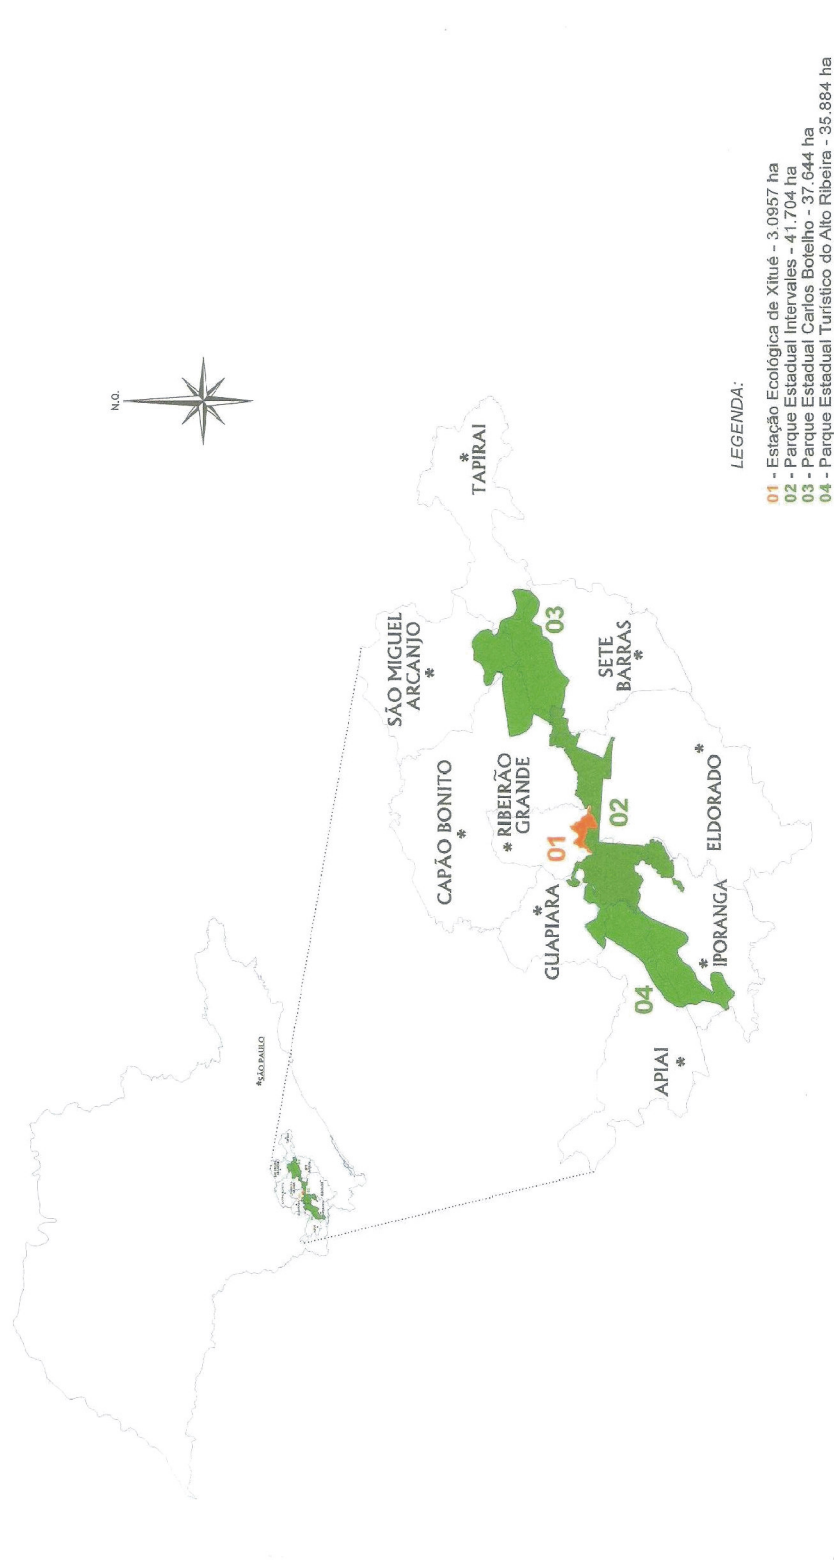 N.Q.
*SÃO PAULO
SÃO MIGUEL
ARCANJO
*
TAPIRAI
*
CAPÃO BONITO
*
* RIBEIRÃO
GRANDE
GUAPIARA
*
01
03
SETE
BARRAS
*
02
ELDORADO
*
04
* IPORANGA
APIAI
*
LEGENDA:
01 - Estação Ecológica de Xitué - 3.0957 ha
02 - Parque Estadual Intervales - 41.704 ha
03 - Parque Estadual Carlos Botelho - 37.644 ha
04 - Parque Estadual Turístico do Alto Ribeira - 35.884 ha